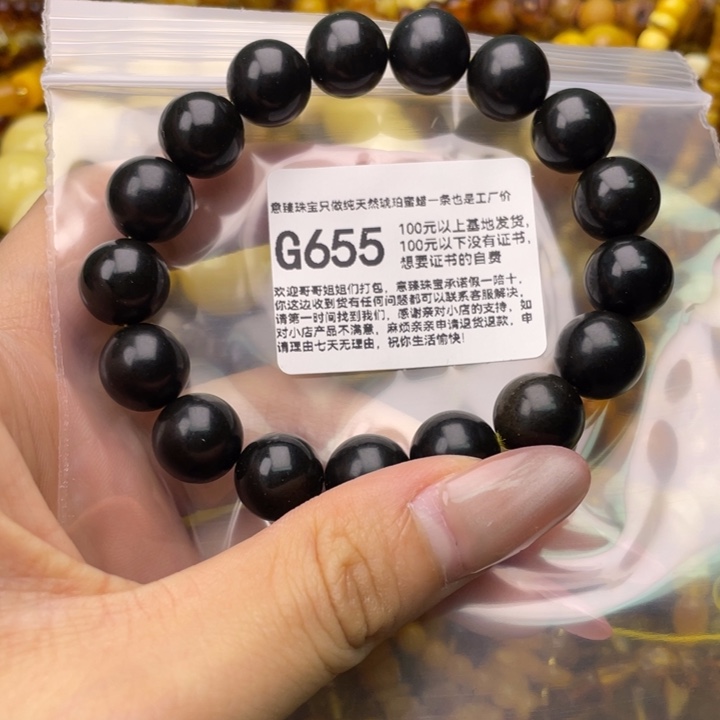 意臻珠宝只做纯天然琥珀蜜蜡一条也是工厂价
G655
100元以上基地发货,
100元以下没有证书,
想要证书的自费
欢迎哥哥姐姐们打包,意臻珠宝承诺假一陪十,
你这边收到货有任何问题都可以联系客服解决,
请第一时间找到我们,感谢亲对小店的支持,如
对小店产品不满意,麻烦亲亲申请退货退款,申
请理由七天无理由,祝你生活愉快!